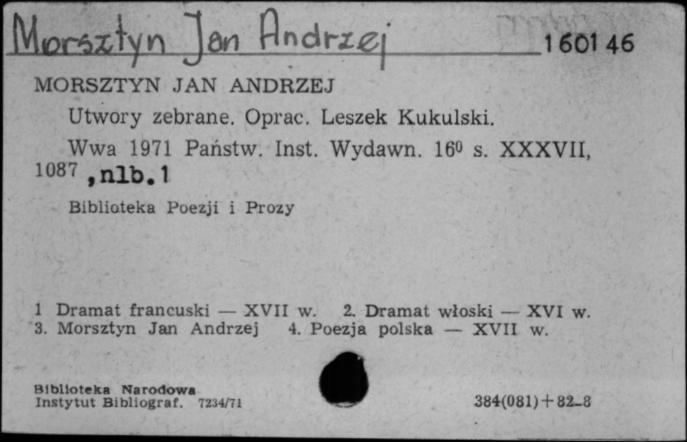 Morsztyn Jan Andrzej 160146
MORSZTYN JAN ANDRZEJ
Utwory zebrane. Oprac. Leszek Kukulski.
Wwa 1971 Państw. Inst. Wydawn. 16⁰ s. XXXVII,
1087 , nlb. 1
Biblioteka Poezji i Prozy
1 Dramat francuski — XVII w. 2. Dramat włoski — XVI w.
3. Morsztyn Jan Andrzej 4. Poezja polska — XVII w.
Biblioteka Narodowa
Instytut Bibliograf. 7234/71 384(081)+82-8